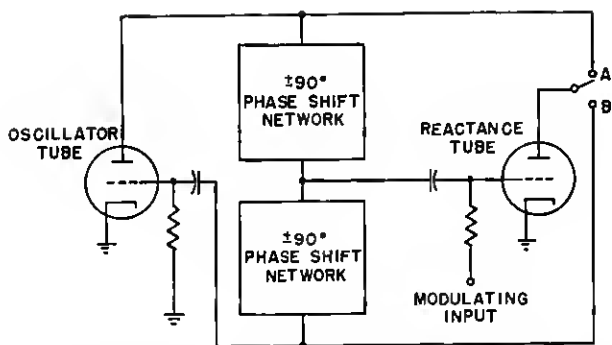 ±90°
PHASE SHIFT
NETWORK
OSCILLATOR
TUBE
REACTANCE
TUBE
A
B
±90°
PHASE SHIFT
NETWORK
MODULATING
INPUT